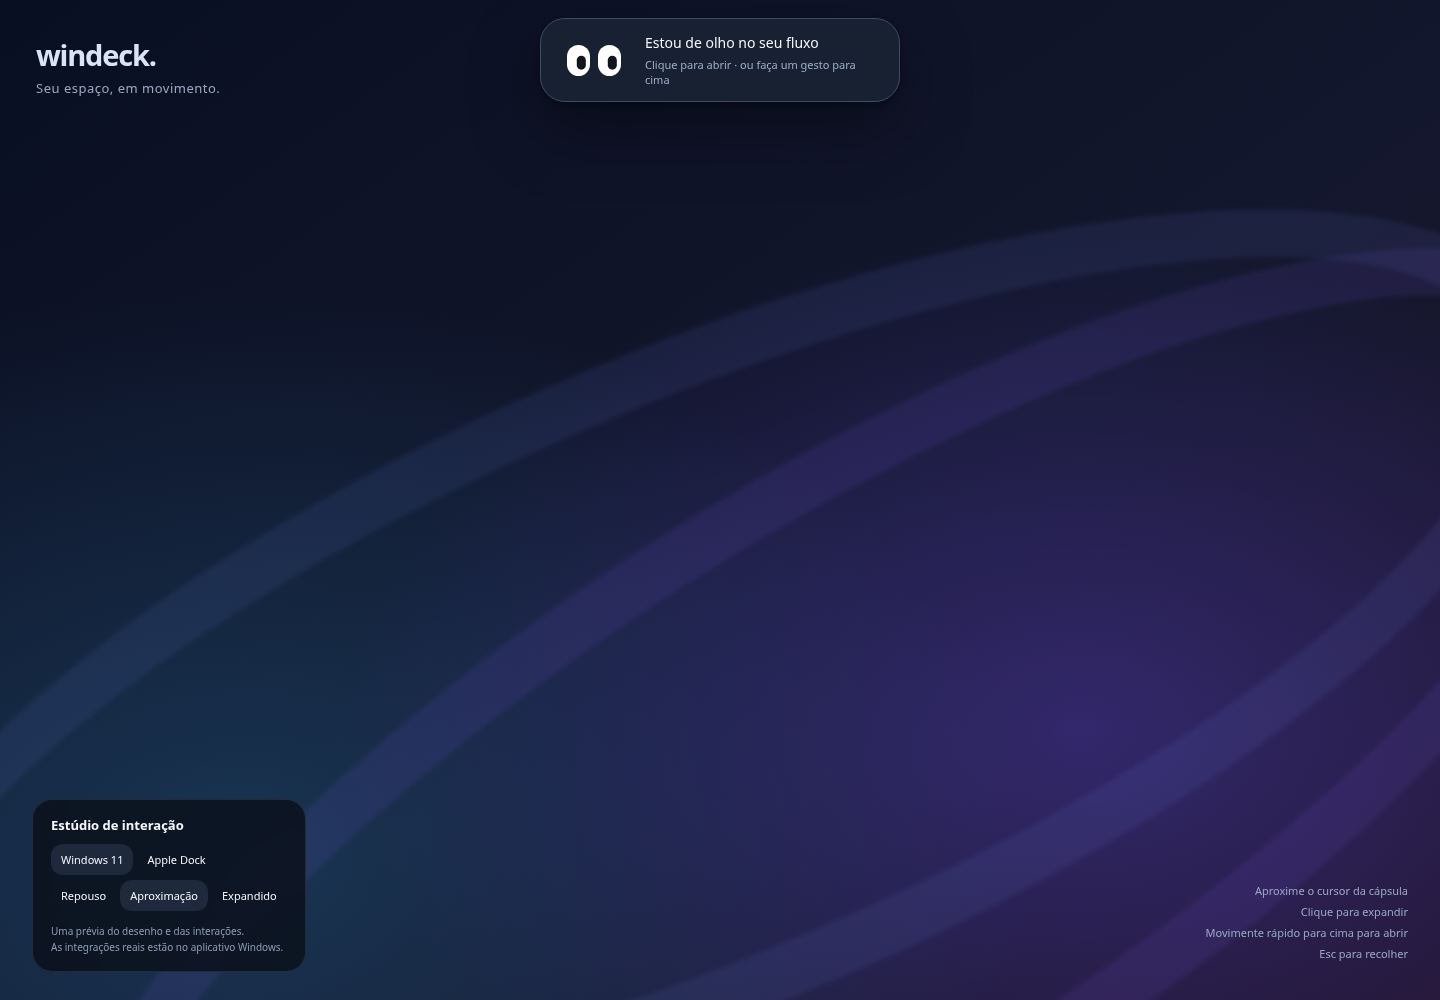 windeck.
Seu espaço, em movimento.
Estou de olho no seu fluxo
Clique para abrir · ou faça um gesto para
cima
Estúdio de interação
Windows 11 Apple Dock
Repouso Aproximação Expandido
Uma prévia do desenho e das interações.
As integrações reais estão no aplicativo Windows.
Aproxime o cursor da cápsula
Clique para expandir
Movimente rápido para cima para abrir
Esc para recolher